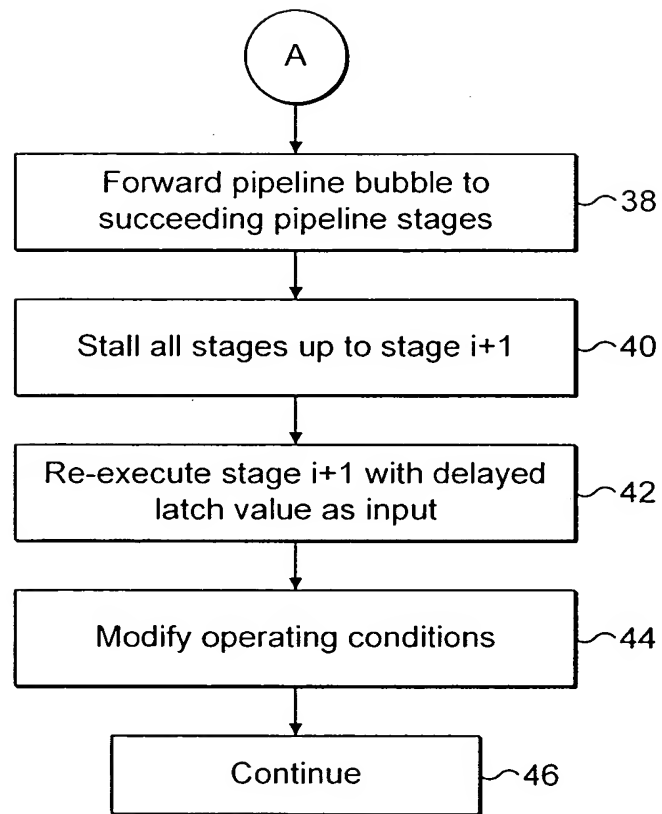 A
Forward pipeline bubble to
succeeding pipeline stages
38
Stall all stages up to stage i+1
40
Re-execute stage i+1 with delayed
latch value as input
42
Modify operating conditions
44
Continue
46